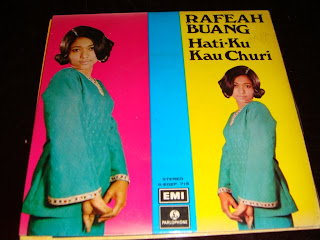 RAFEAH
BUANG
Hati-Ku
Kau Churi
STEREO
EMI
PARLOPHONE